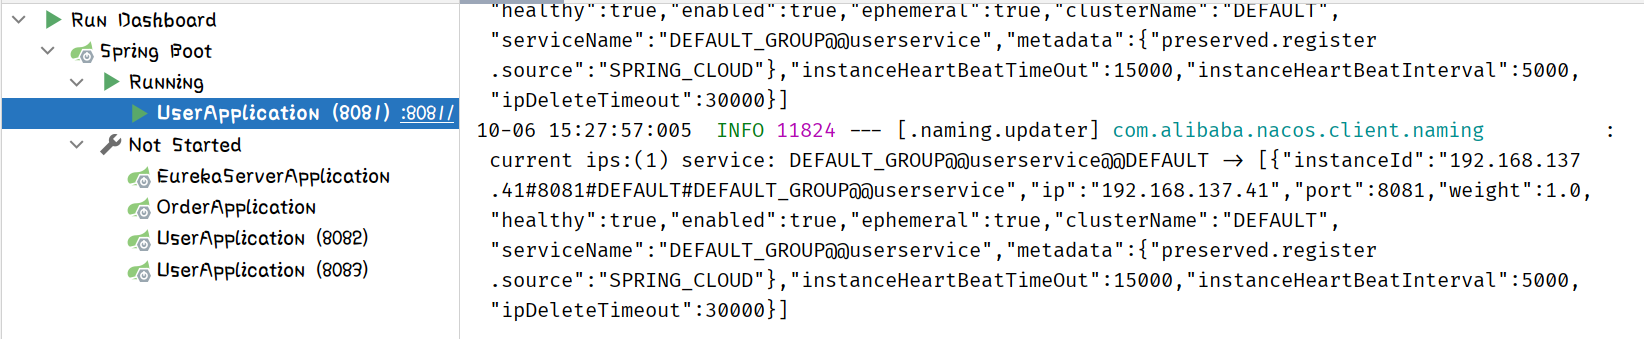 Run Dashboard
Spring Boot
Running
UserApplication (8081) :8081/
Not Started
EurekaServerApplication
OrderApplication
UserApplication (8082)
UserApplication (8083)
"healthy":true,"enabled":true,"ephemeral":true,"clusterName":"DEFAULT",
"serviceName":"DEFAULT_GROUP@@userservice","metadata":{"preserved.register
.source":"SPRING_CLOUD"},"instanceHeartBeatTimeOut":15000,"instanceHeartBeatInterval":5000,
"ipDeleteTimeout":30000}]
10-06 15:27:57:005  INFO 11824 --- [.naming.updater] com.alibaba.nacos.client.naming          :
current ips:(1) service: DEFAULT_GROUP@@userservice@@DEFAULT -> [{"instanceId":"192.168.137
.41#8081#DEFAULT#DEFAULT_GROUP@@userservice","ip":"192.168.137.41","port":8081,"weight":1.0,
"healthy":true,"enabled":true,"ephemeral":true,"clusterName":"DEFAULT",
"serviceName":"DEFAULT_GROUP@@userservice","metadata":{"preserved.register
.source":"SPRING_CLOUD"},"instanceHeartBeatTimeOut":15000,"instanceHeartBeatInterval":5000,
"ipDeleteTimeout":30000}]